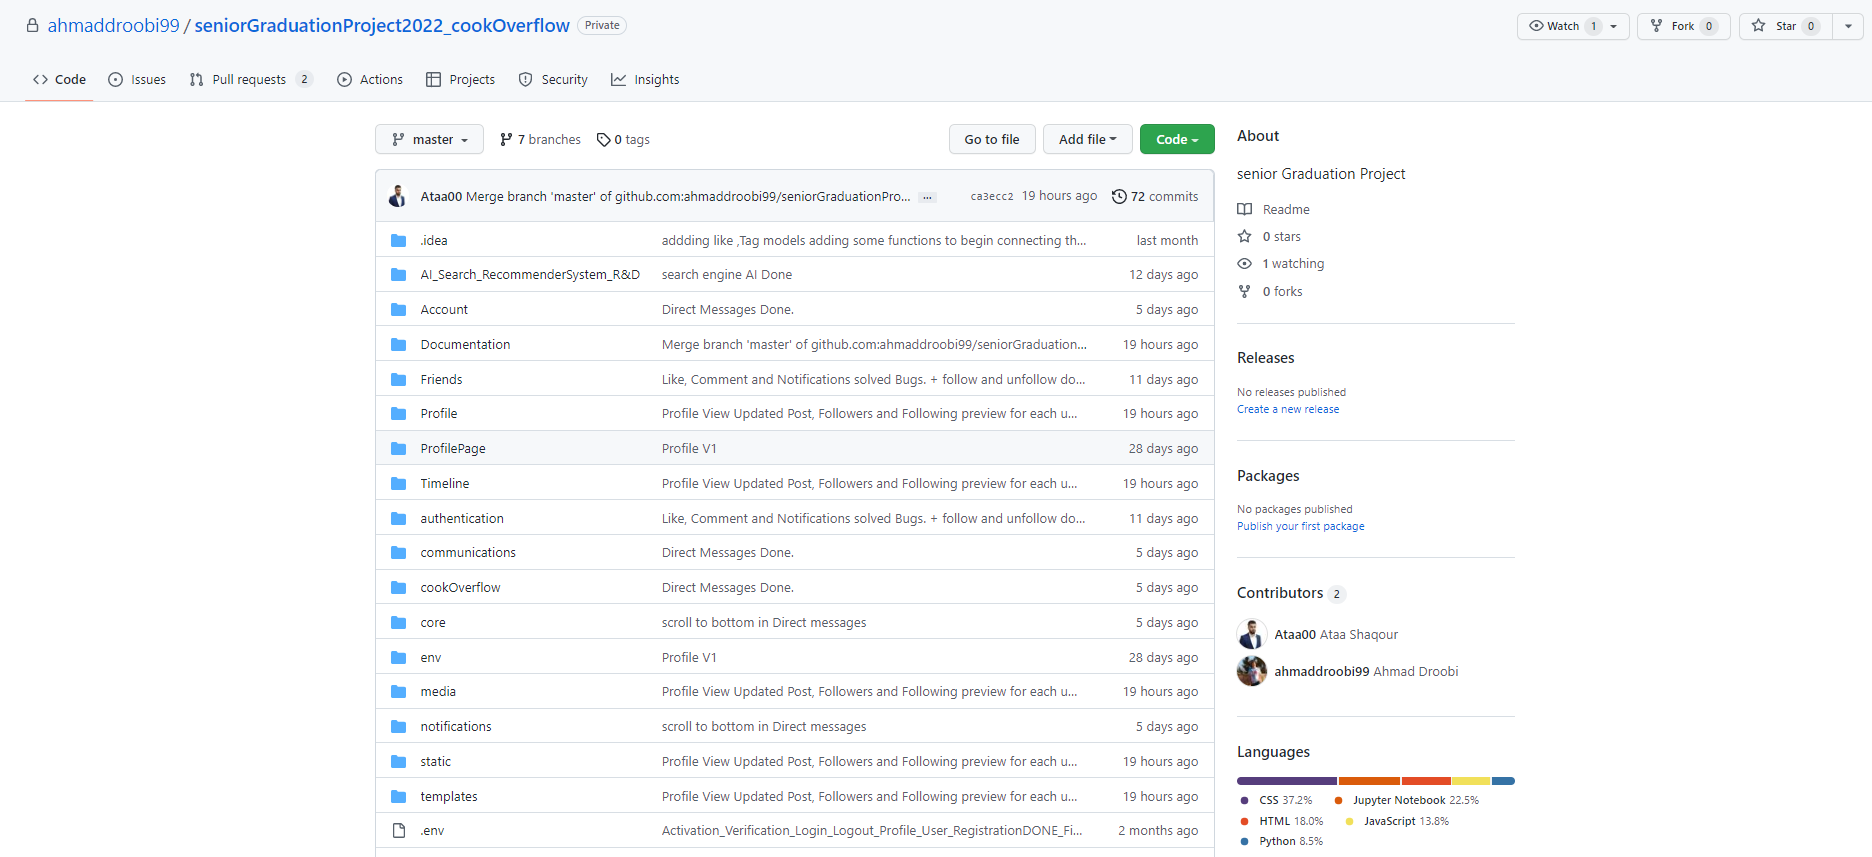 ahmaddroobi99 / seniorGraduationProject2022_cookOverflow Private
Watch 1 Fork 0 Star 0
Code Issues Pull requests 2 Actions Projects Security Insights
master 7 branches 0 tags Go to file Add file Code
Ataa00 Merge branch 'master' of github.com:ahmaddroobi99/seniorGraduationPro... ... ca3ecc2 19 hours ago 72 commits
.idea addding like ,Tag models adding some functions to begin connecting th... last month
AI_Search_RecommenderSystem_R&D search engine AI Done 12 days ago
Account Direct Messages Done. 5 days ago
Documentation Merge branch 'master' of github.com:ahmaddroobi99/seniorGraduation... 19 hours ago
Friends Like, Comment and Notifications solved Bugs. + follow and unfollow do... 11 days ago
Profile Profile View Updated Post, Followers and Following preview for each u... 19 hours ago
ProfilePage Profile V1 28 days ago
Timeline Profile View Updated Post, Followers and Following preview for each u... 19 hours ago
authentication Like, Comment and Notifications solved Bugs. + follow and unfollow do... 11 days ago
communications Direct Messages Done. 5 days ago
cookOverflow Direct Messages Done. 5 days ago
core scroll to bottom in Direct messages 5 days ago
env Profile V1 28 days ago
media Profile View Updated Post, Followers and Following preview for each u... 19 hours ago
notifications scroll to bottom in Direct messages 5 days ago
static Profile View Updated Post, Followers and Following preview for each u... 19 hours ago
templates Profile View Updated Post, Followers and Following preview for each u... 19 hours ago
.env Activation_Verification_Login_Logout_Profile_User_RegistrationDONE_Fi... 2 months ago
About
senior Graduation Project
Readme
0 stars
1 watching
0 forks
Releases
No releases published
Create a new release
Packages
No packages published
Publish your first package
Contributors 2
Ataa00 Ataa Shaqour
ahmaddroobi99 Ahmad Droobi
Languages
CSS 37.2% Jupyter Notebook 22.5%
HTML 18.0% JavaScript 13.8%
Python 8.5%